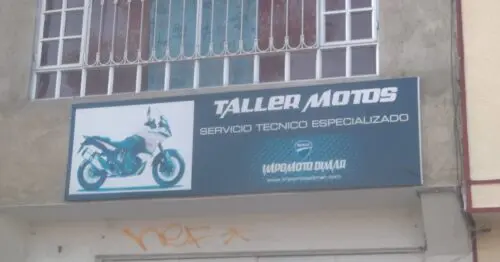 TALLER MOTOS
SERVICIO TECNICO ESPECIALIZADO
IMPOMOTO DIMAR